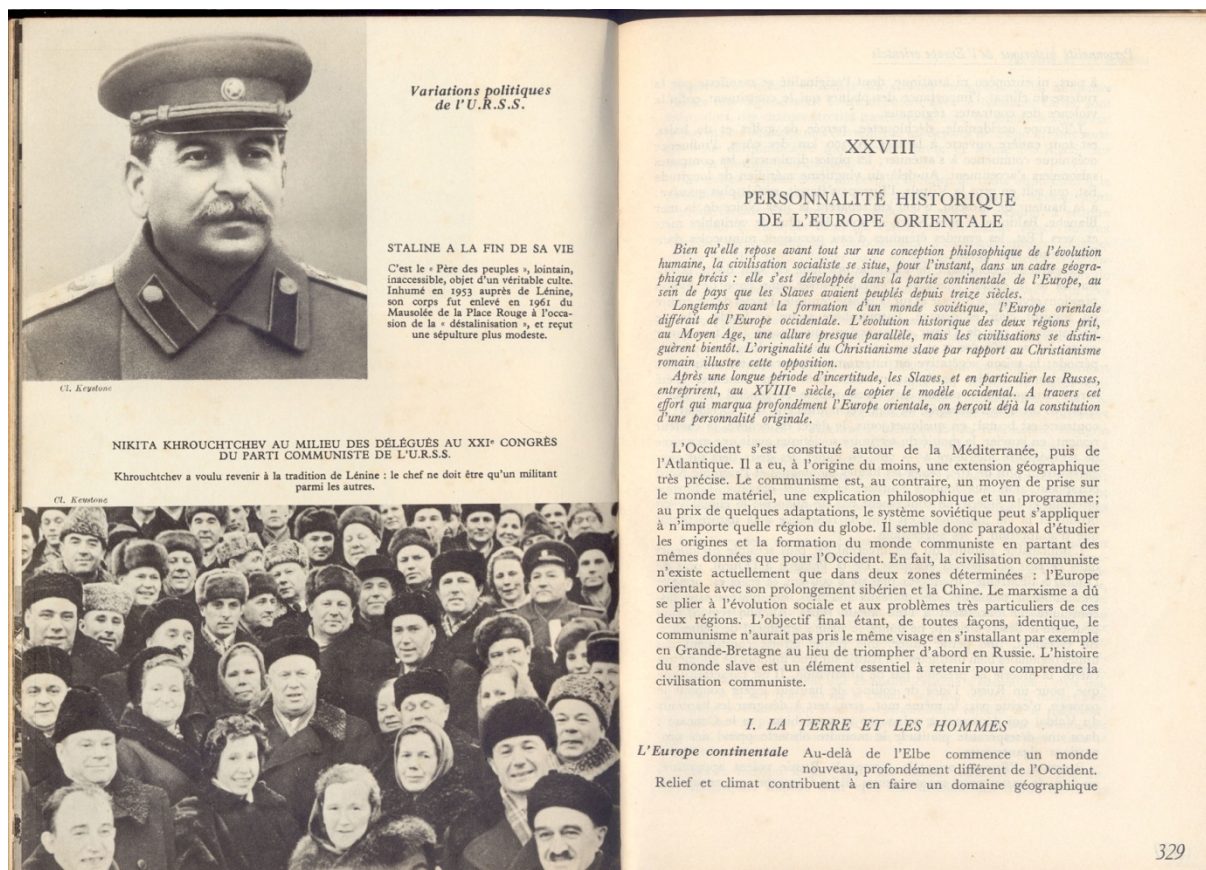 Variations politiques
de l'U.R.S.S.
STALINE A LA FIN DE SA VIE
C'est le « Père des peuples », lointain,
inaccessible, objet d'un véritable culte.
Inhumé en 1953 auprès de Lénine,
son corps fut enlevé en 1961 du
Mausolée de la Place Rouge à l'occa-
sion de la « déstalinisation », et reçut
une sépulture plus modeste.
Cl. Keystone
NIKITA KHROUCHTCHEV AU MILIEU DES DÉLÉGUÉS AU XXIe CONGRÈS
DU PARTI COMMUNISTE DE L'U.R.S.S.
Khrouchtchev a voulu revenir à la tradition de Lénine : le chef ne doit être qu'un militant
parmi les autres.
Cl. Keystone
XXVIII
PERSONNALITÉ HISTORIQUE
DE L'EUROPE ORIENTALE
Bien qu'elle repose avant tout sur une conception philosophique de l'évolution
humaine, la civilisation socialiste se situe, pour l'instant, dans un cadre géogra-
phique précis : elle s'est développée dans la partie continentale de l'Europe, au
sein de pays que les Slaves avaient peuplés depuis treize siècles.
Longtemps avant la formation d'un monde soviétique, l'Europe orientale
différait de l'Europe occidentale. L'évolution historique des deux régions prit,
au Moyen Age, une allure presque parallèle, mais les civilisations se distin-
guèrent bientôt. L'originalité du Christianisme slave par rapport au Christianisme
romain illustre cette opposition.
Après une longue période d'incertitude, les Slaves, et en particulier les Russes,
entreprirent, au XVIIIe siècle, de copier le modèle occidental. A travers cet
effort qui marqua profondément l'Europe orientale, on perçoit déjà la constitution
d'une personnalité originale.
L'Occident s'est constitué autour de la Méditerranée, puis de
l'Atlantique. Il a eu, à l'origine du moins, une extension géographique
très précise. Le communisme est, au contraire, un moyen de prise sur
le monde matériel, une explication philosophique et un programme;
au prix de quelques adaptations, le système soviétique peut s'appliquer
à n'importe quelle région du globe. Il semble donc paradoxal d'étudier
les origines et la formation du monde communiste en partant des
mêmes données que pour l'Occident. En fait, la civilisation communiste
n'existe actuellement que dans deux zones déterminées : l'Europe
orientale avec son prolongement sibérien et la Chine. Le marxisme a dû
se plier à l'évolution sociale et aux problèmes très particuliers de ces
deux régions. L'objectif final étant, de toutes façons, identique, le
communisme n'aurait pas pris le même visage en s'installant par exemple
en Grande-Bretagne au lieu de triompher d'abord en Russie. L'histoire
du monde slave est un élément essentiel à retenir pour comprendre la
civilisation communiste.
I. LA TERRE ET LES HOMMES
L'Europe continentale Au-delà de l'Elbe commence un monde
nouveau, profondément différent de l'Occident.
Relief et climat contribuent à en faire un domaine géographique
329